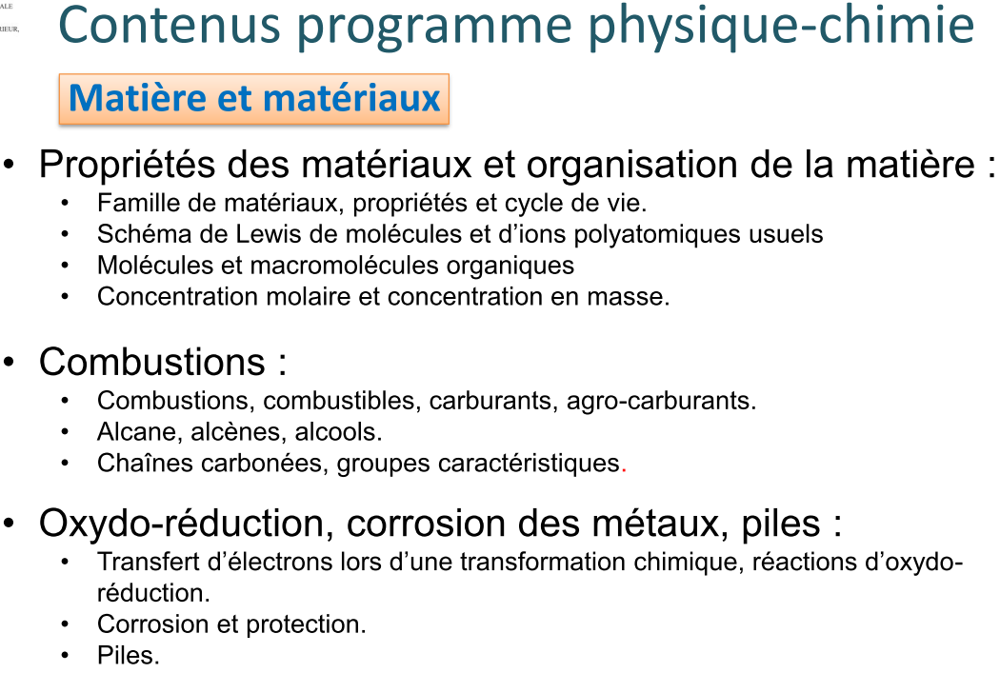 ALE
RIEUR,
Contenus programme physique-chimie
Matière et matériaux
• Propriétés des matériaux et organisation de la matière :
• Famille de matériaux, propriétés et cycle de vie.
• Schéma de Lewis de molécules et d’ions polyatomiques usuels
• Molécules et macromolécules organiques
• Concentration molaire et concentration en masse.
• Combustions :
• Combustions, combustibles, carburants, agro-carburants.
• Alcane, alcènes, alcools.
• Chaînes carbonées, groupes caractéristiques.
• Oxydo-réduction, corrosion des métaux, piles :
• Transfert d’électrons lors d’une transformation chimique, réactions d’oxydo-
réduction.
• Corrosion et protection.
• Piles.